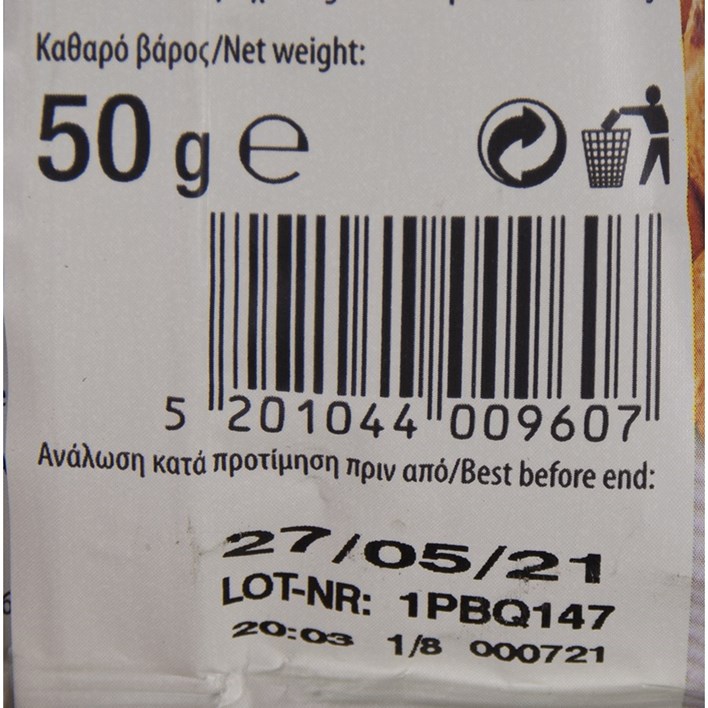 Καθαρό βάρος/Net weight:
50 g e
5 201044 009607
Ανάλωση κατά προτίμηση πριν από/Best before end:
27/05/21
LOT-NR: 1PBQ147
20:03 1/8 000721